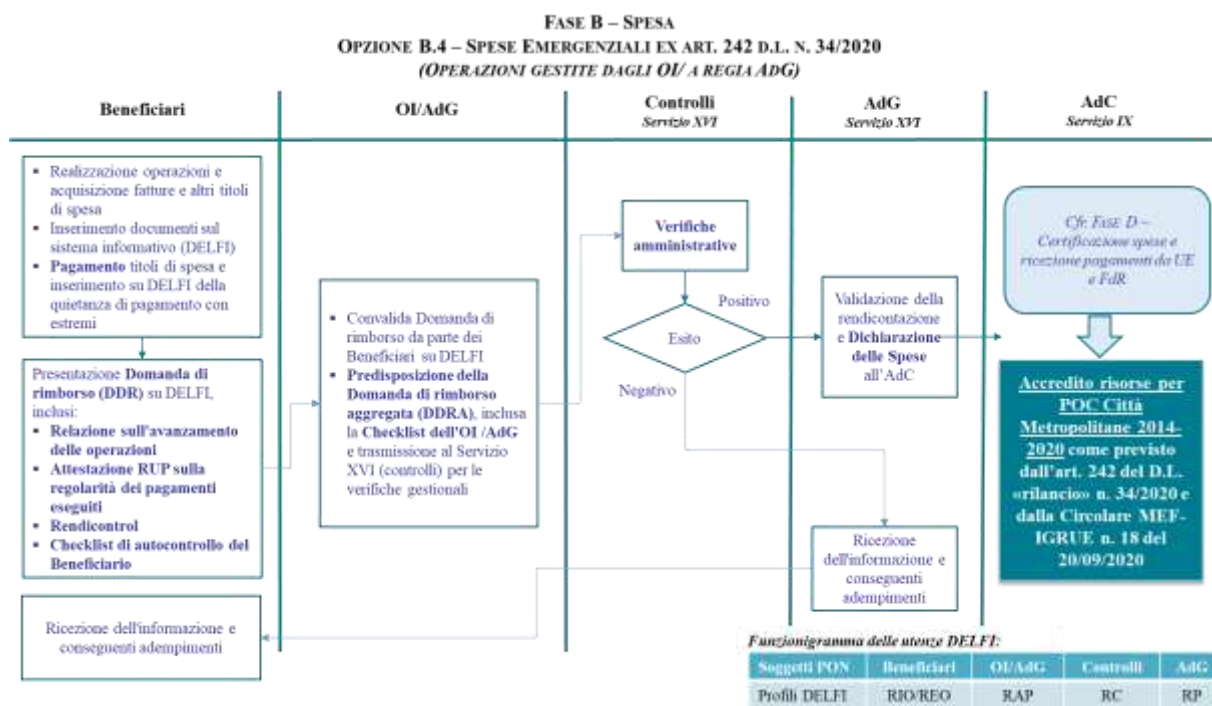 FASE B – SPESA
OPZIONE B.4 – SPESE EMERGENZIALI EX ART. 242 D.L. N. 34/2020
(OPERAZIONI GESTITE DAGLI OI/ A REGIA ADG)
Beneficiari
OI/AdG
Controlli
Servizio XVI
AdG
Servizio XVI
AdC
Servizio IX
▪ Realizzazione operazioni e
acquisizione fatture e altri titoli
di spesa
▪ Inserimento documenti sul
sistema informativo (DELFI)
▪ Pagamento titoli di spesa e
inserimento su DELFI della
quietanza di pagamento con
estremi
Presentazione Domanda di
rimborso (DDR) su DELFI,
inclusi:
▪ Relazione sull'avanzamento
delle operazioni
▪ Attestazione RUP sulla
regolarità dei pagamenti
eseguiti
▪ Rendicontrol
▪ Checklist di autocontrollo del
Beneficiario
Ricezione dell'informazione e
conseguenti adempimenti
▪ Convalida Domanda di
rimborso da parte dei
Beneficiari su DELFI
▪ Predisposizione della
Domanda di rimborso
aggregata (DDRA), inclusa
la Checklist dell'OI /AdG
e trasmissione al Servizio
XVI (controlli) per le
verifiche gestionali
Verifiche
amministrative
Esito
Positivo
Negativo
Validazione della
rendicontazione
e Dichiarazione
delle Spese
all'AdC
Ricezione
dell'informazione e
conseguenti
adempimenti
Cfr. FASE D –
Certificazione spese e
ricezione pagamenti da UE
e FdR
Accredito risorse per
POC Città
Metropolitane 2014-
2020 come previsto
dall'art. 242 del D.L.
«rilancio» n. 34/2020 e
dalla Circolare MEF-
IGRUE n. 18 del
20/09/2020
Funzionigramma delle utenze DELFI:
Soggetti PON Beneficiari OI/AdG Controlli AdG
Profili DELFI RIO/REO RAP RC RP